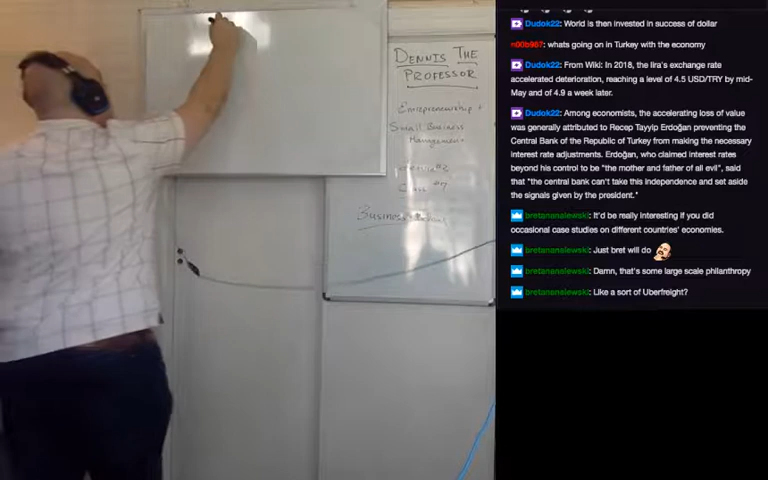 DENNIS THE
PROFESSOR
Entrepreneurship +
Small Business
Management
Class #7
Business
Dudok22: World is then invested in success of dollar
n00b967: whats going on in Turkey with the economy
Dudok22: From Wiki: In 2018, the lira's exchange rate
accelerated deterioration, reaching a level of 4.5 USD/TRY by mid-
May and of 4.9 a week later.
Dudok22: Among economists, the accelerating loss of value
was generally attributed to Recep Tayyip Erdoğan preventing the
Central Bank of the Republic of Turkey from making the necessary
interest rate adjustments. Erdoğan, who claimed interest rates
beyond his control to be "the mother and father of all evil", said
that "the central bank can't take this independence and set aside
the signals given by the president."
bretananalewski: It'd be really interesting if you did
occasional case studies on different countries' economies.
bretananalewski: Just bret will do
bretananalewski: Damn, that's some large scale philanthropy
bretananalewski: Like a sort of Uberfreight?